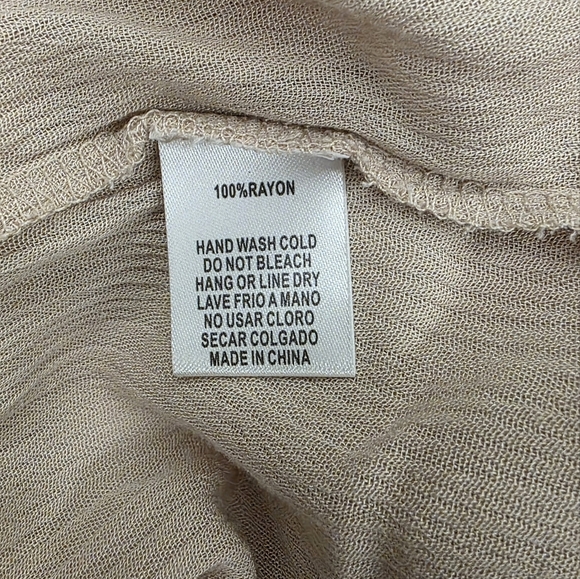 100%RAYON
HAND WASH COLD
DO NOT BLEACH
HANG OR LINE DRY
LAVE FRIO A MANO
NO USAR CLORO
SECAR COLGADO
MADE IN CHINA